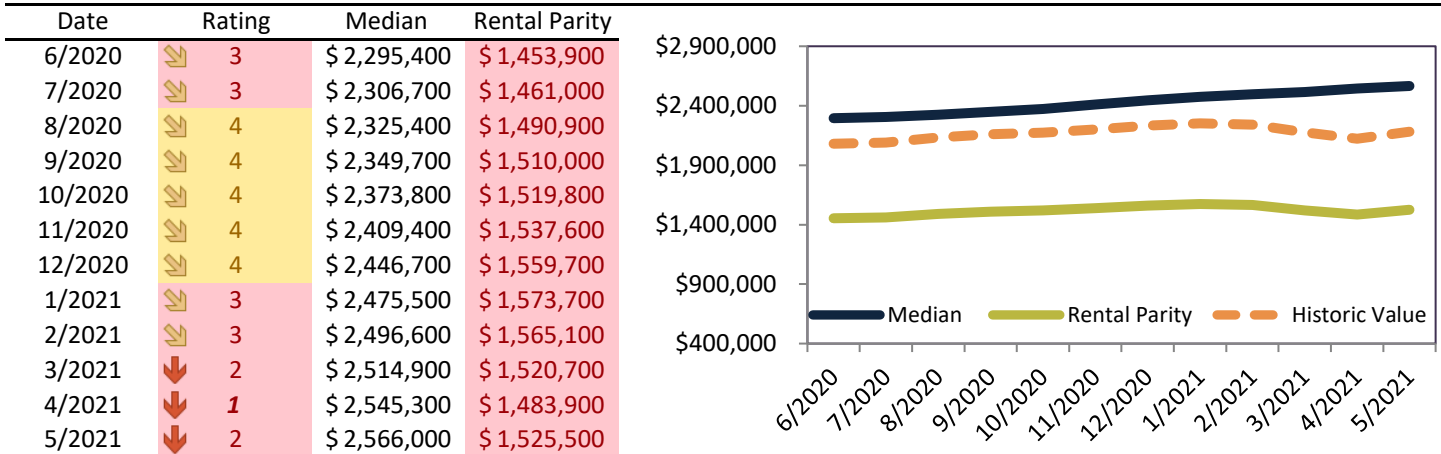 Date Rating Median Rental Parity
6/2020 3 $ 2,295,400 $ 1,453,900
7/2020 3 $ 2,306,700 $ 1,461,000
8/2020 4 $ 2,325,400 $ 1,490,900
9/2020 4 $ 2,349,700 $ 1,510,000
10/2020 4 $ 2,373,800 $ 1,519,800
11/2020 4 $ 2,409,400 $ 1,537,600
12/2020 4 $ 2,446,700 $ 1,559,700
1/2021 3 $ 2,475,500 $ 1,573,700
2/2021 3 $ 2,496,600 $ 1,565,100
3/2021 2 $ 2,514,900 $ 1,520,700
4/2021 1 $ 2,545,300 $ 1,483,900
5/2021 2 $ 2,566,000 $ 1,525,500
$2,900,000
$2,400,000
$1,900,000
$1,400,000
$900,000
$400,000
Median Rental Parity Historic Value
6/2020 7/2020 8/2020 9/2020 10/2020 11/2020 12/2020 1/2021 2/2021 3/2021 4/2021 5/2021